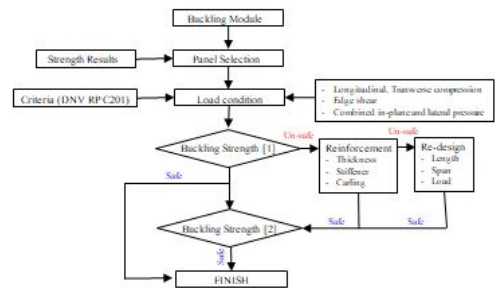 Buckling Module
Strength Results
Panel Selection
Criteria (DNV RP C201)
Load condition
- Longitudinal, Transverse compression
- Edge shear
- Combined in-plane and lateral pressure
Buckling Strength [1]
Un-safe
Reinforcement
- Thickness
- Stiffener
- Carling
Un-safe
Re-design
- Length
- Span
- Load
Safe
Safe
Safe
Buckling Strength [2]
Safe
FINISH